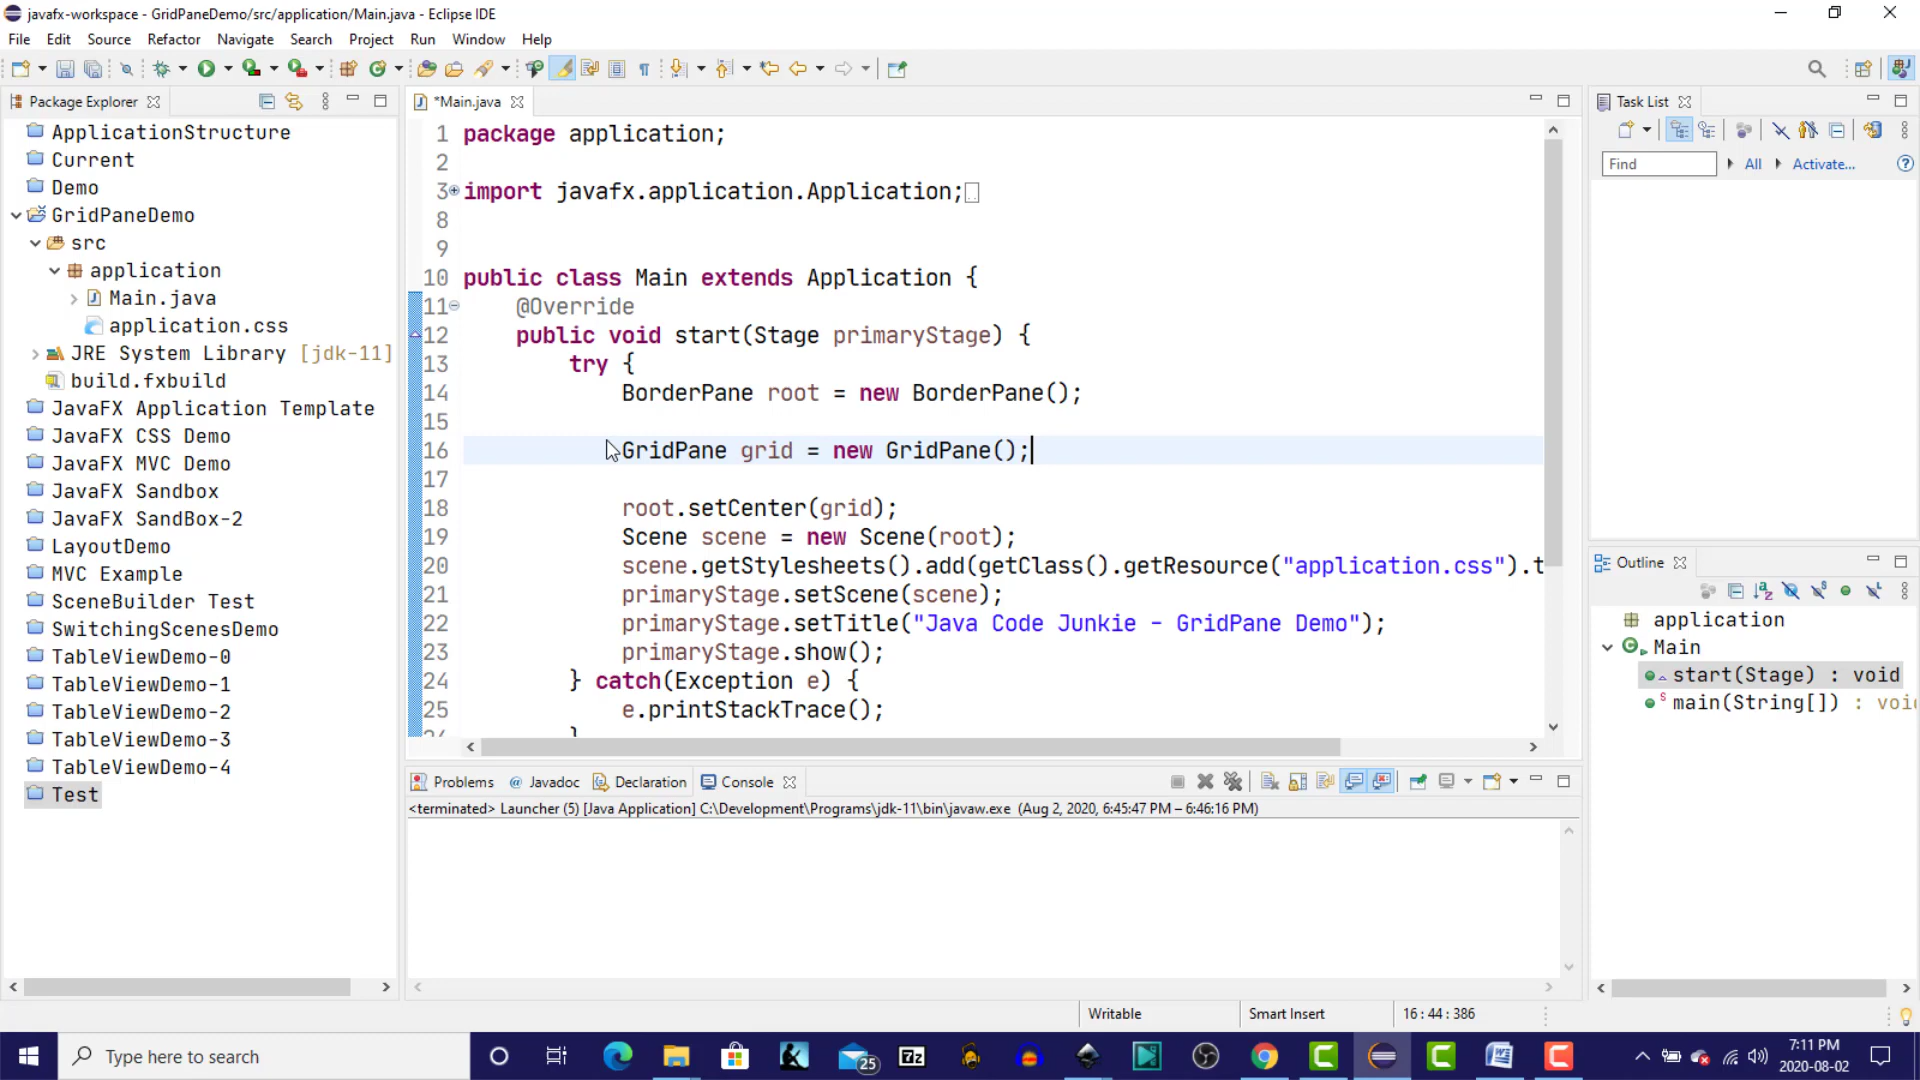 javafx-workspace - GridPaneDemo/src/application/Main.java - Eclipse IDE
File Edit Source Refactor Navigate Search Project Run Window Help
Package Explorer
ApplicationStructure
Current
Demo
GridPaneDemo
src
application
Main.java
application.css
JRE System Library [jdk-11]
build.fxbuild
JavaFX Application Template
JavaFX CSS Demo
JavaFX MVC Demo
JavaFX Sandbox
JavaFX SandBox-2
LayoutDemo
MVC Example
SceneBuilder Test
SwitchingScenesDemo
TableViewDemo-0
TableViewDemo-1
TableViewDemo-2
TableViewDemo-3
TableViewDemo-4
Test
*Main.java
1 package application;
2
3 import javafx.application.Application;
8
9
10 public class Main extends Application {
11 @Override
12 public void start(Stage primaryStage) {
13 try {
14 BorderPane root = new BorderPane();
15
16 GridPane grid = new GridPane();
17
18 root.setCenter(grid);
19 Scene scene = new Scene(root);
20 scene.getStylesheets().add(getClass().getResource("application.css").t
21 primaryStage.setScene(scene);
22 primaryStage.setTitle("Java Code Junkie - GridPane Demo");
23 primaryStage.show();
24 } catch(Exception e) {
25 e.printStackTrace();
Problems @ Javadoc Declaration Console
<terminated> Launcher (5) [Java Application] C:\Development\Programs\jdk-11\bin\javaw.exe (Aug 2, 2020, 6:45:47 PM – 6:46:16 PM)
Task List
Find All Activate...
Outline
application
Main
start(Stage) : void
main(String[]) : voi
Writable Smart Insert 16 : 44 : 386
Type here to search
25
7z
7:11 PM
2020-08-02